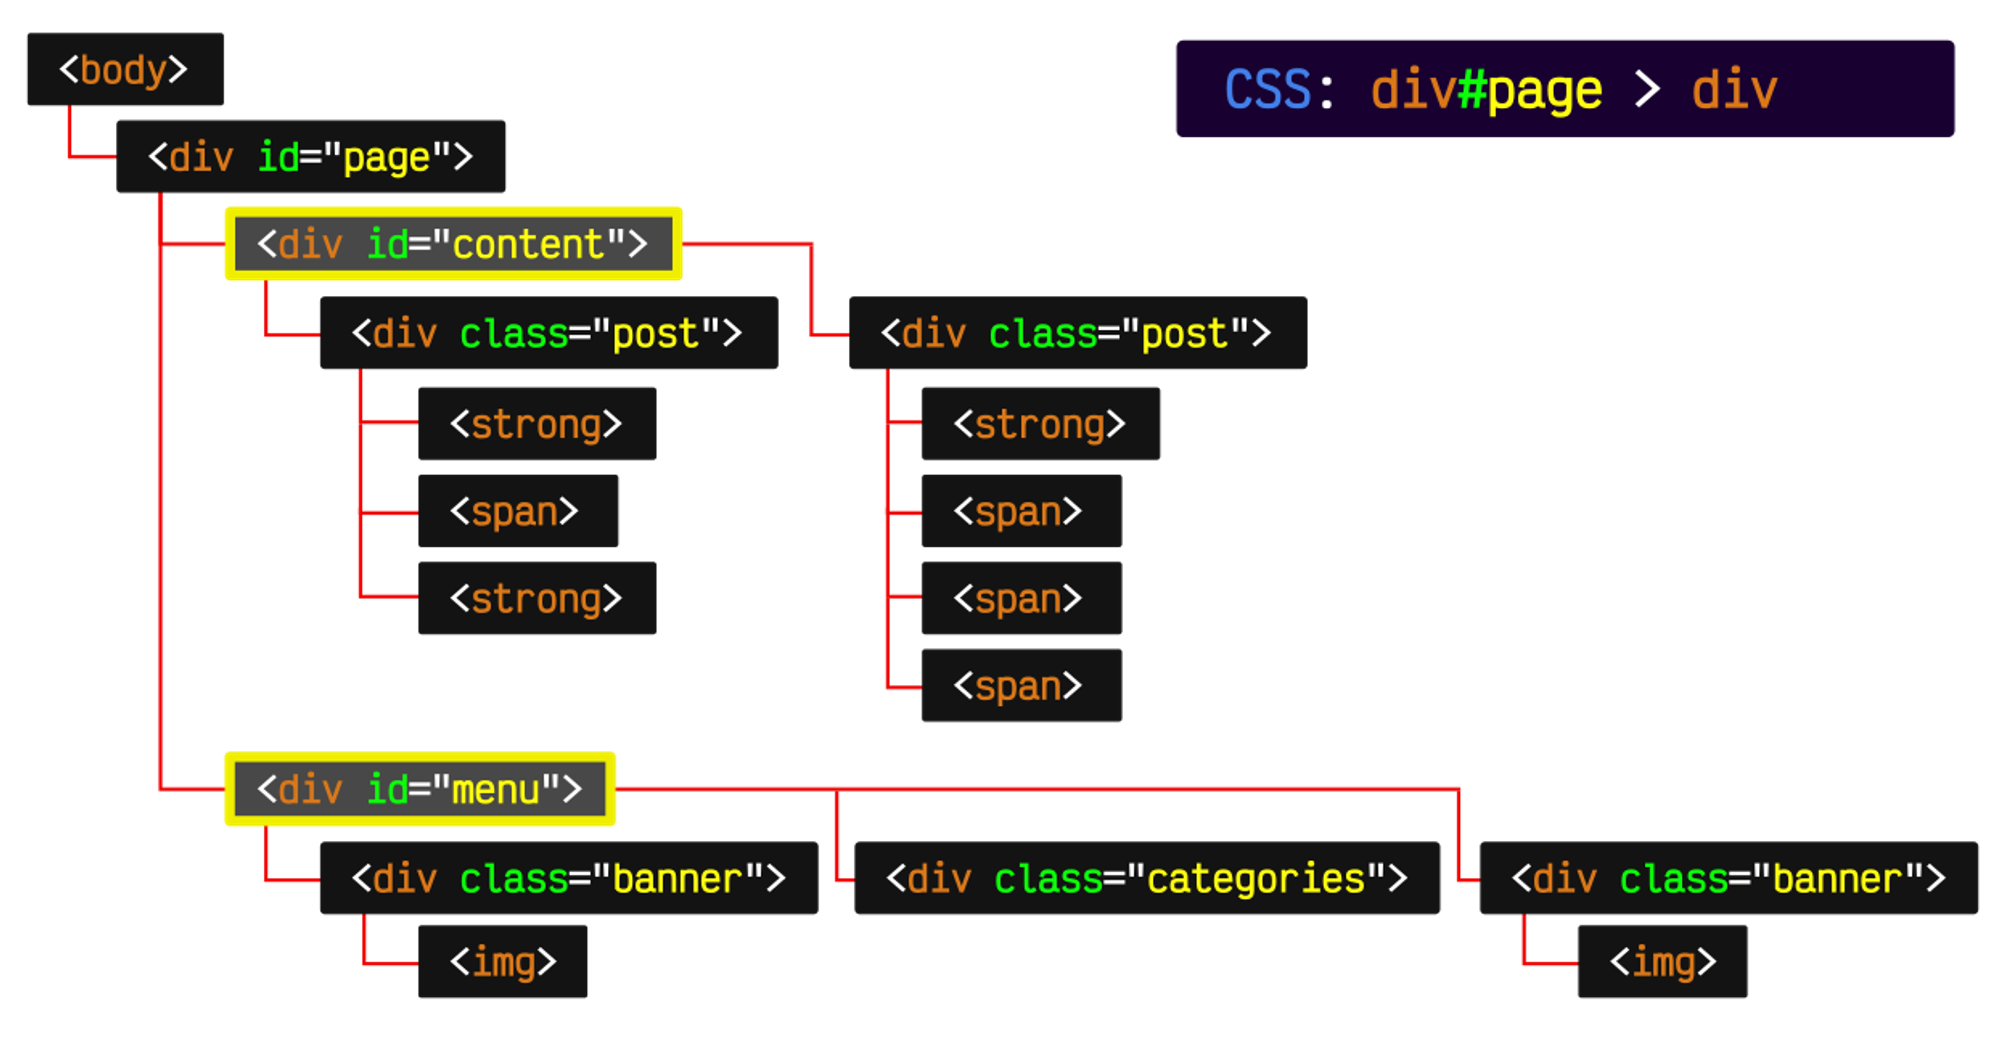 <body>
CSS: div#page > div
<div id="page">
<div id="content">
<div class="post">
<div class="post">
<strong>
<strong>
<span>
<span>
<strong>
<span>
<span>
<div id="menu">
<div class="banner">
<div class="categories">
<div class="banner">
<img>
<img>